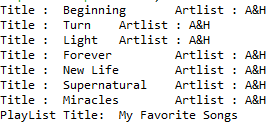 Title :  Beginning       Artlist : A&H
Title :  Turn    Artlist : A&H
Title :  Light   Artlist : A&H
Title :  Forever         Artlist : A&H
Title :  New Life        Artlist : A&H
Title :  Supernatural    Artlist : A&H
Title :  Miracles        Artlist : A&H
PlayList Title:  My Favorite Songs